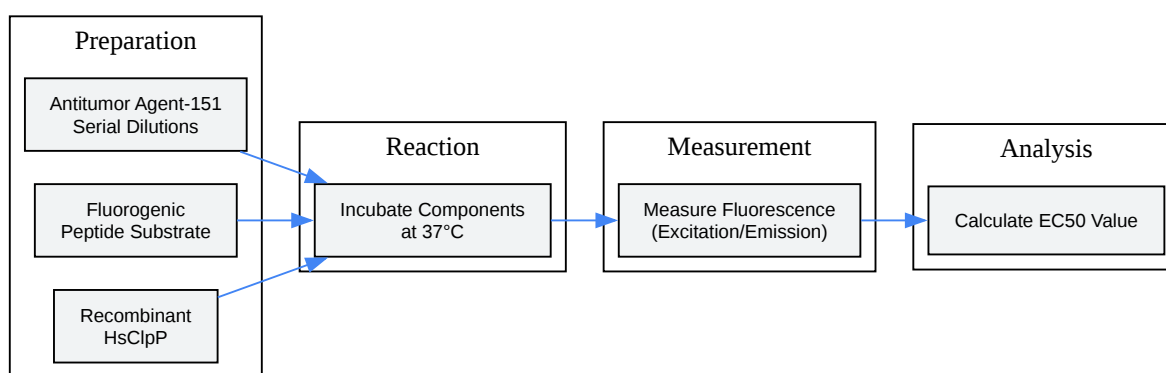 Preparation
Antitumor Agent-151
Serial Dilutions
Fluorogenic
Peptide Substrate
Recombinant
HsClpP
Reaction
Incubate Components
at 37°C
Measurement
Measure Fluorescence
(Excitation/Emission)
Analysis
Calculate EC50 Value